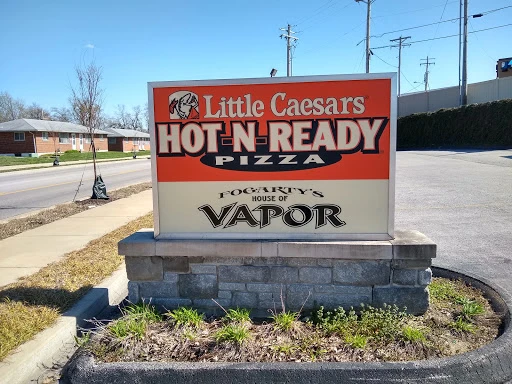 Little Caesars
HOT-N-READY
PIZZA
FOGARTY'S
HOUSE OF
VAPOR